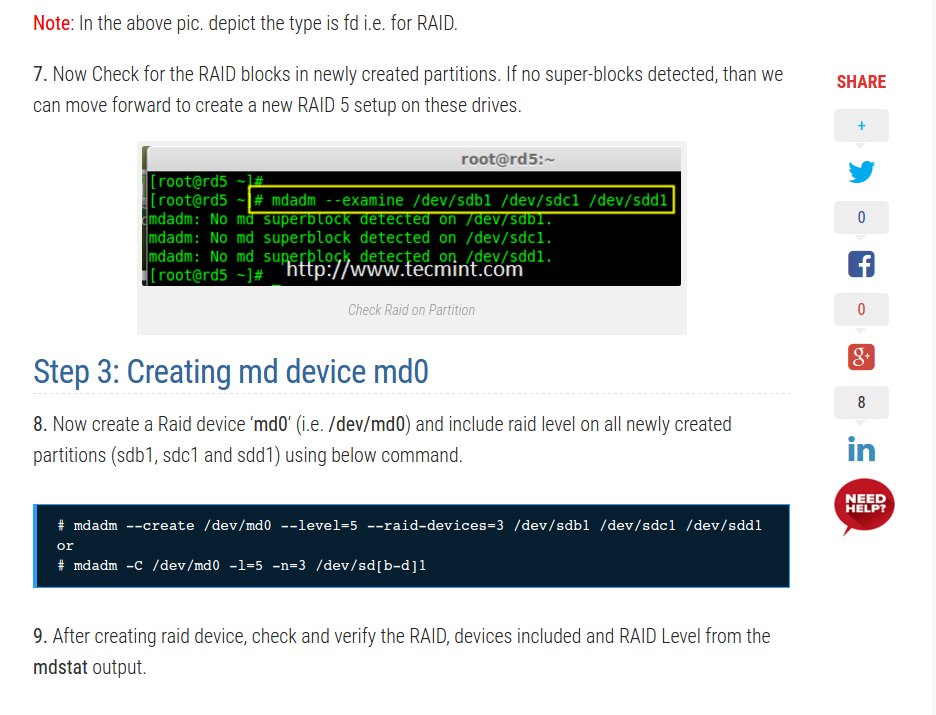 Note: In the above pic. depict the type is fd i.e. for RAID.
7. Now Check for the RAID blocks in newly created partitions. If no super-blocks detected, than we
can move forward to create a new RAID 5 setup on these drives.
root@rd5:~
[root@rd5 ~]#
[root@rd5 ~]# mdadm --examine /dev/sdb1 /dev/sdc1 /dev/sdd1
mdadm: No md superblock detected on /dev/sdb1.
mdadm: No md superblock detected on /dev/sdc1.
mdadm: No md superblock detected on /dev/sdd1.
[root@rd5 ~]# _
http://www.tecmint.com
Check Raid on Partition
Step 3: Creating md device md0
8. Now create a Raid device ‘md0‘ (i.e. /dev/md0) and include raid level on all newly created
partitions (sdb1, sdc1 and sdd1) using below command.
# mdadm --create /dev/md0 --level=5 --raid-devices=3 /dev/sdb1 /dev/sdc1 /dev/sdd1
or
# mdadm -C /dev/md0 -l=5 -n=3 /dev/sd[b-d]1
9. After creating raid device, check and verify the RAID, devices included and RAID Level from the
mdstat output.
SHARE
+
0
f
0
g+
8
in
NEED
HELP?